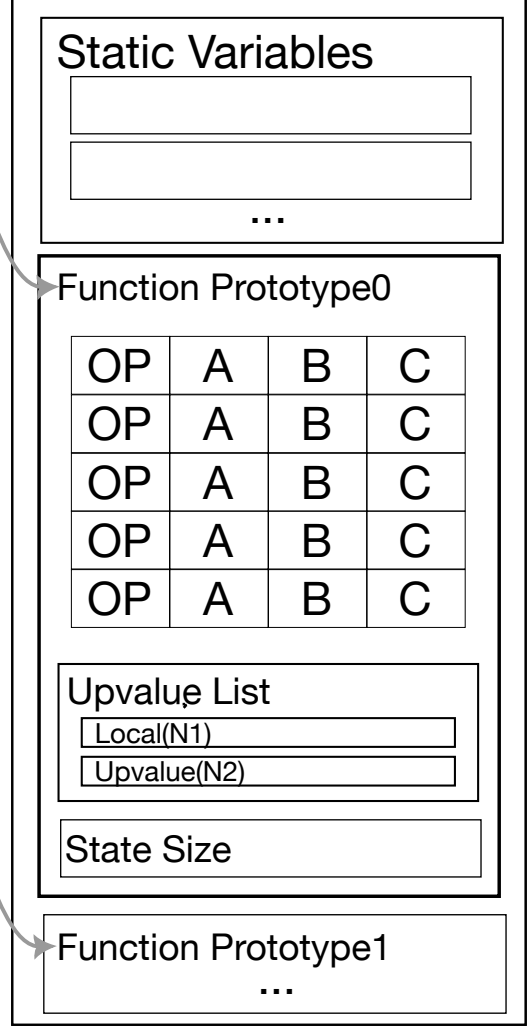 Static Variables
...
Function Prototype0
OP A B C
OP A B C
OP A B C
OP A B C
OP A B C
Upvalue List
Local(N1)
Upvalue(N2)
State Size
Function Prototype1
...